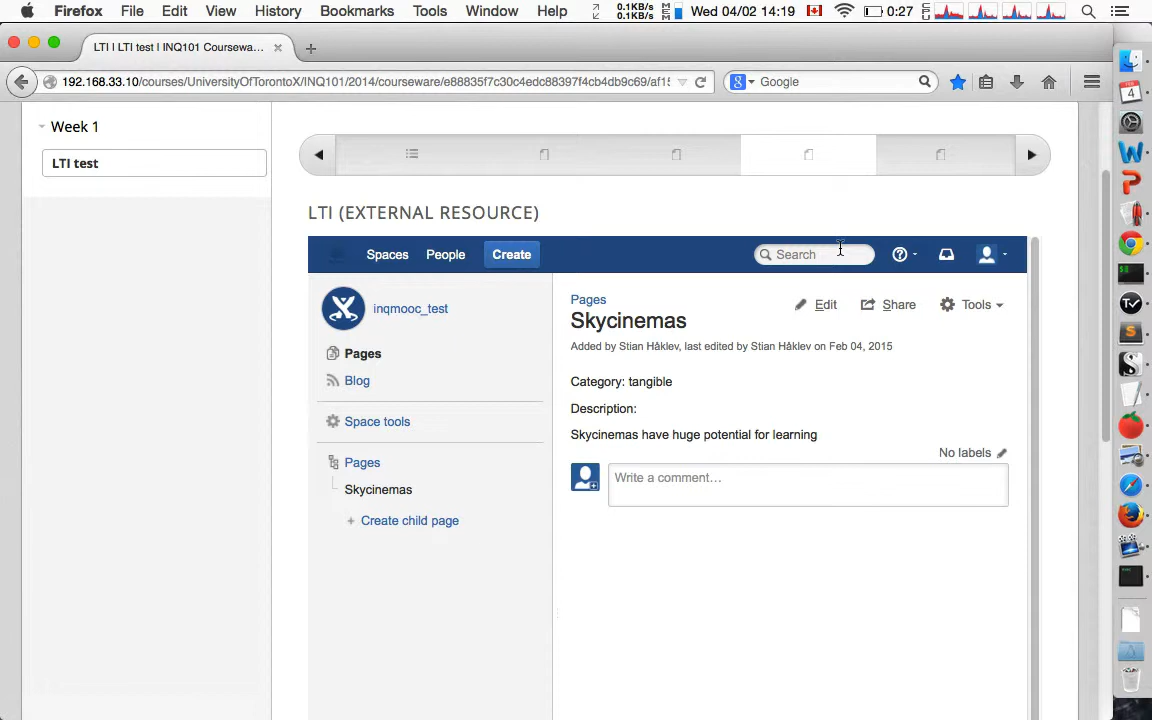 Firefox File Edit View History Bookmarks Tools Window Help 0.1KB/s 0.1KB/s Wed 04/02 14:19 0:27
LTI | LTI test | INQ101 Coursewa...
192.168.33.10/courses/UniversityOfTorontoX/INQ101/2014/courseware/e88835f7c30c4edc88397f4cb4db9c69/af1
Google
Week 1
LTI test
LTI (EXTERNAL RESOURCE)
Spaces People Create Search
inqmooc_test
Pages
Blog
Space tools
Pages
Skycinemas
+ Create child page
Pages
Edit Share Tools
Skycinemas
Added by Stian Håklev, last edited by Stian Håklev on Feb 04, 2015
Category: tangible
Description:
Skycinemas have huge potential for learning
No labels
Write a comment…